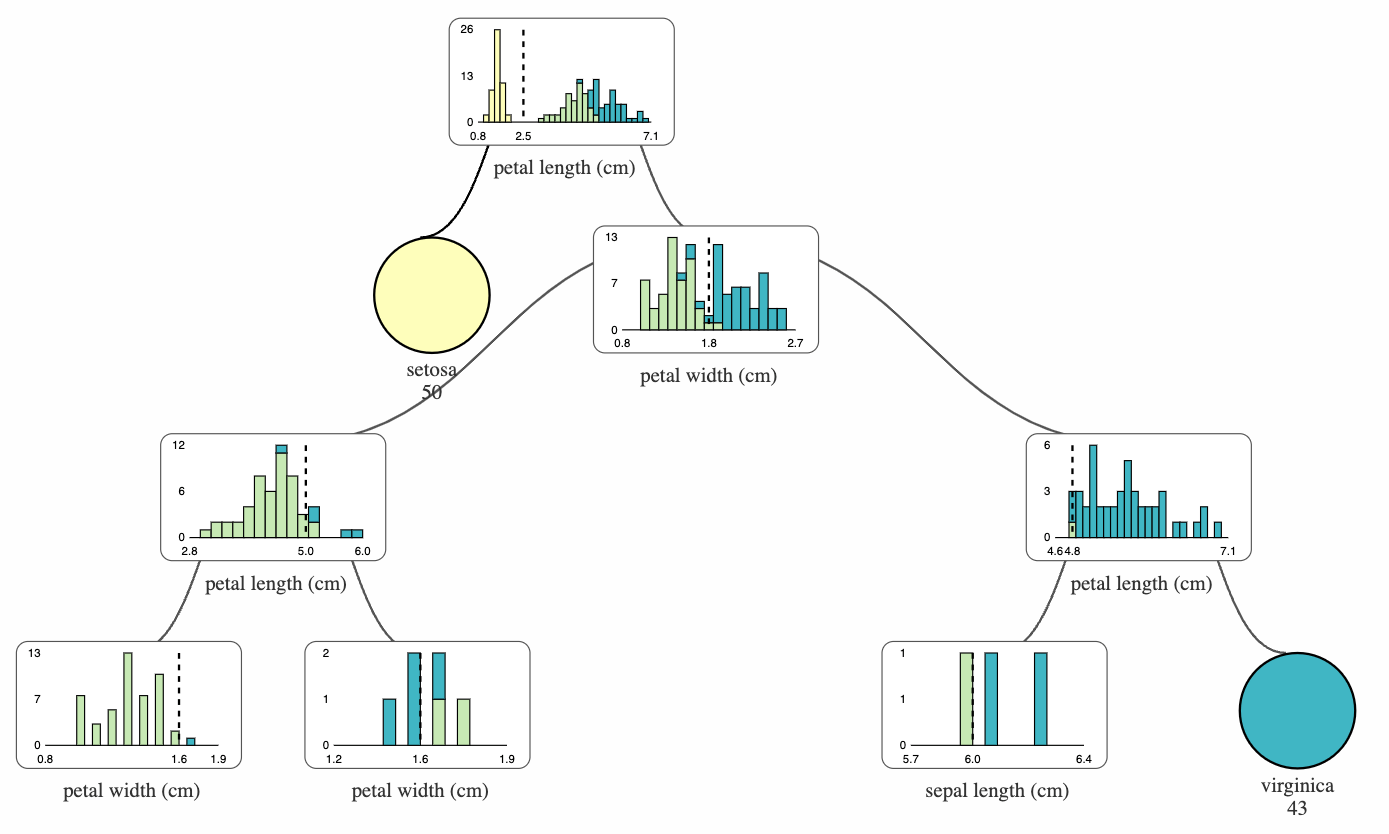 26
13
0
0.8 2.5 7.1
petal length (cm)
13
7
0
0.8 1.8 2.7
petal width (cm)
setosa
50
12
6
0
2.8 5.0 6.0
petal length (cm)
6
3
0
4.6 4.8 7.1
petal length (cm)
13
7
0
0.8 1.6 1.9
petal width (cm)
2
1
0
1.2 1.6 1.9
petal width (cm)
1
1
0
5.7 6.0 6.4
sepal length (cm)
virginica
43